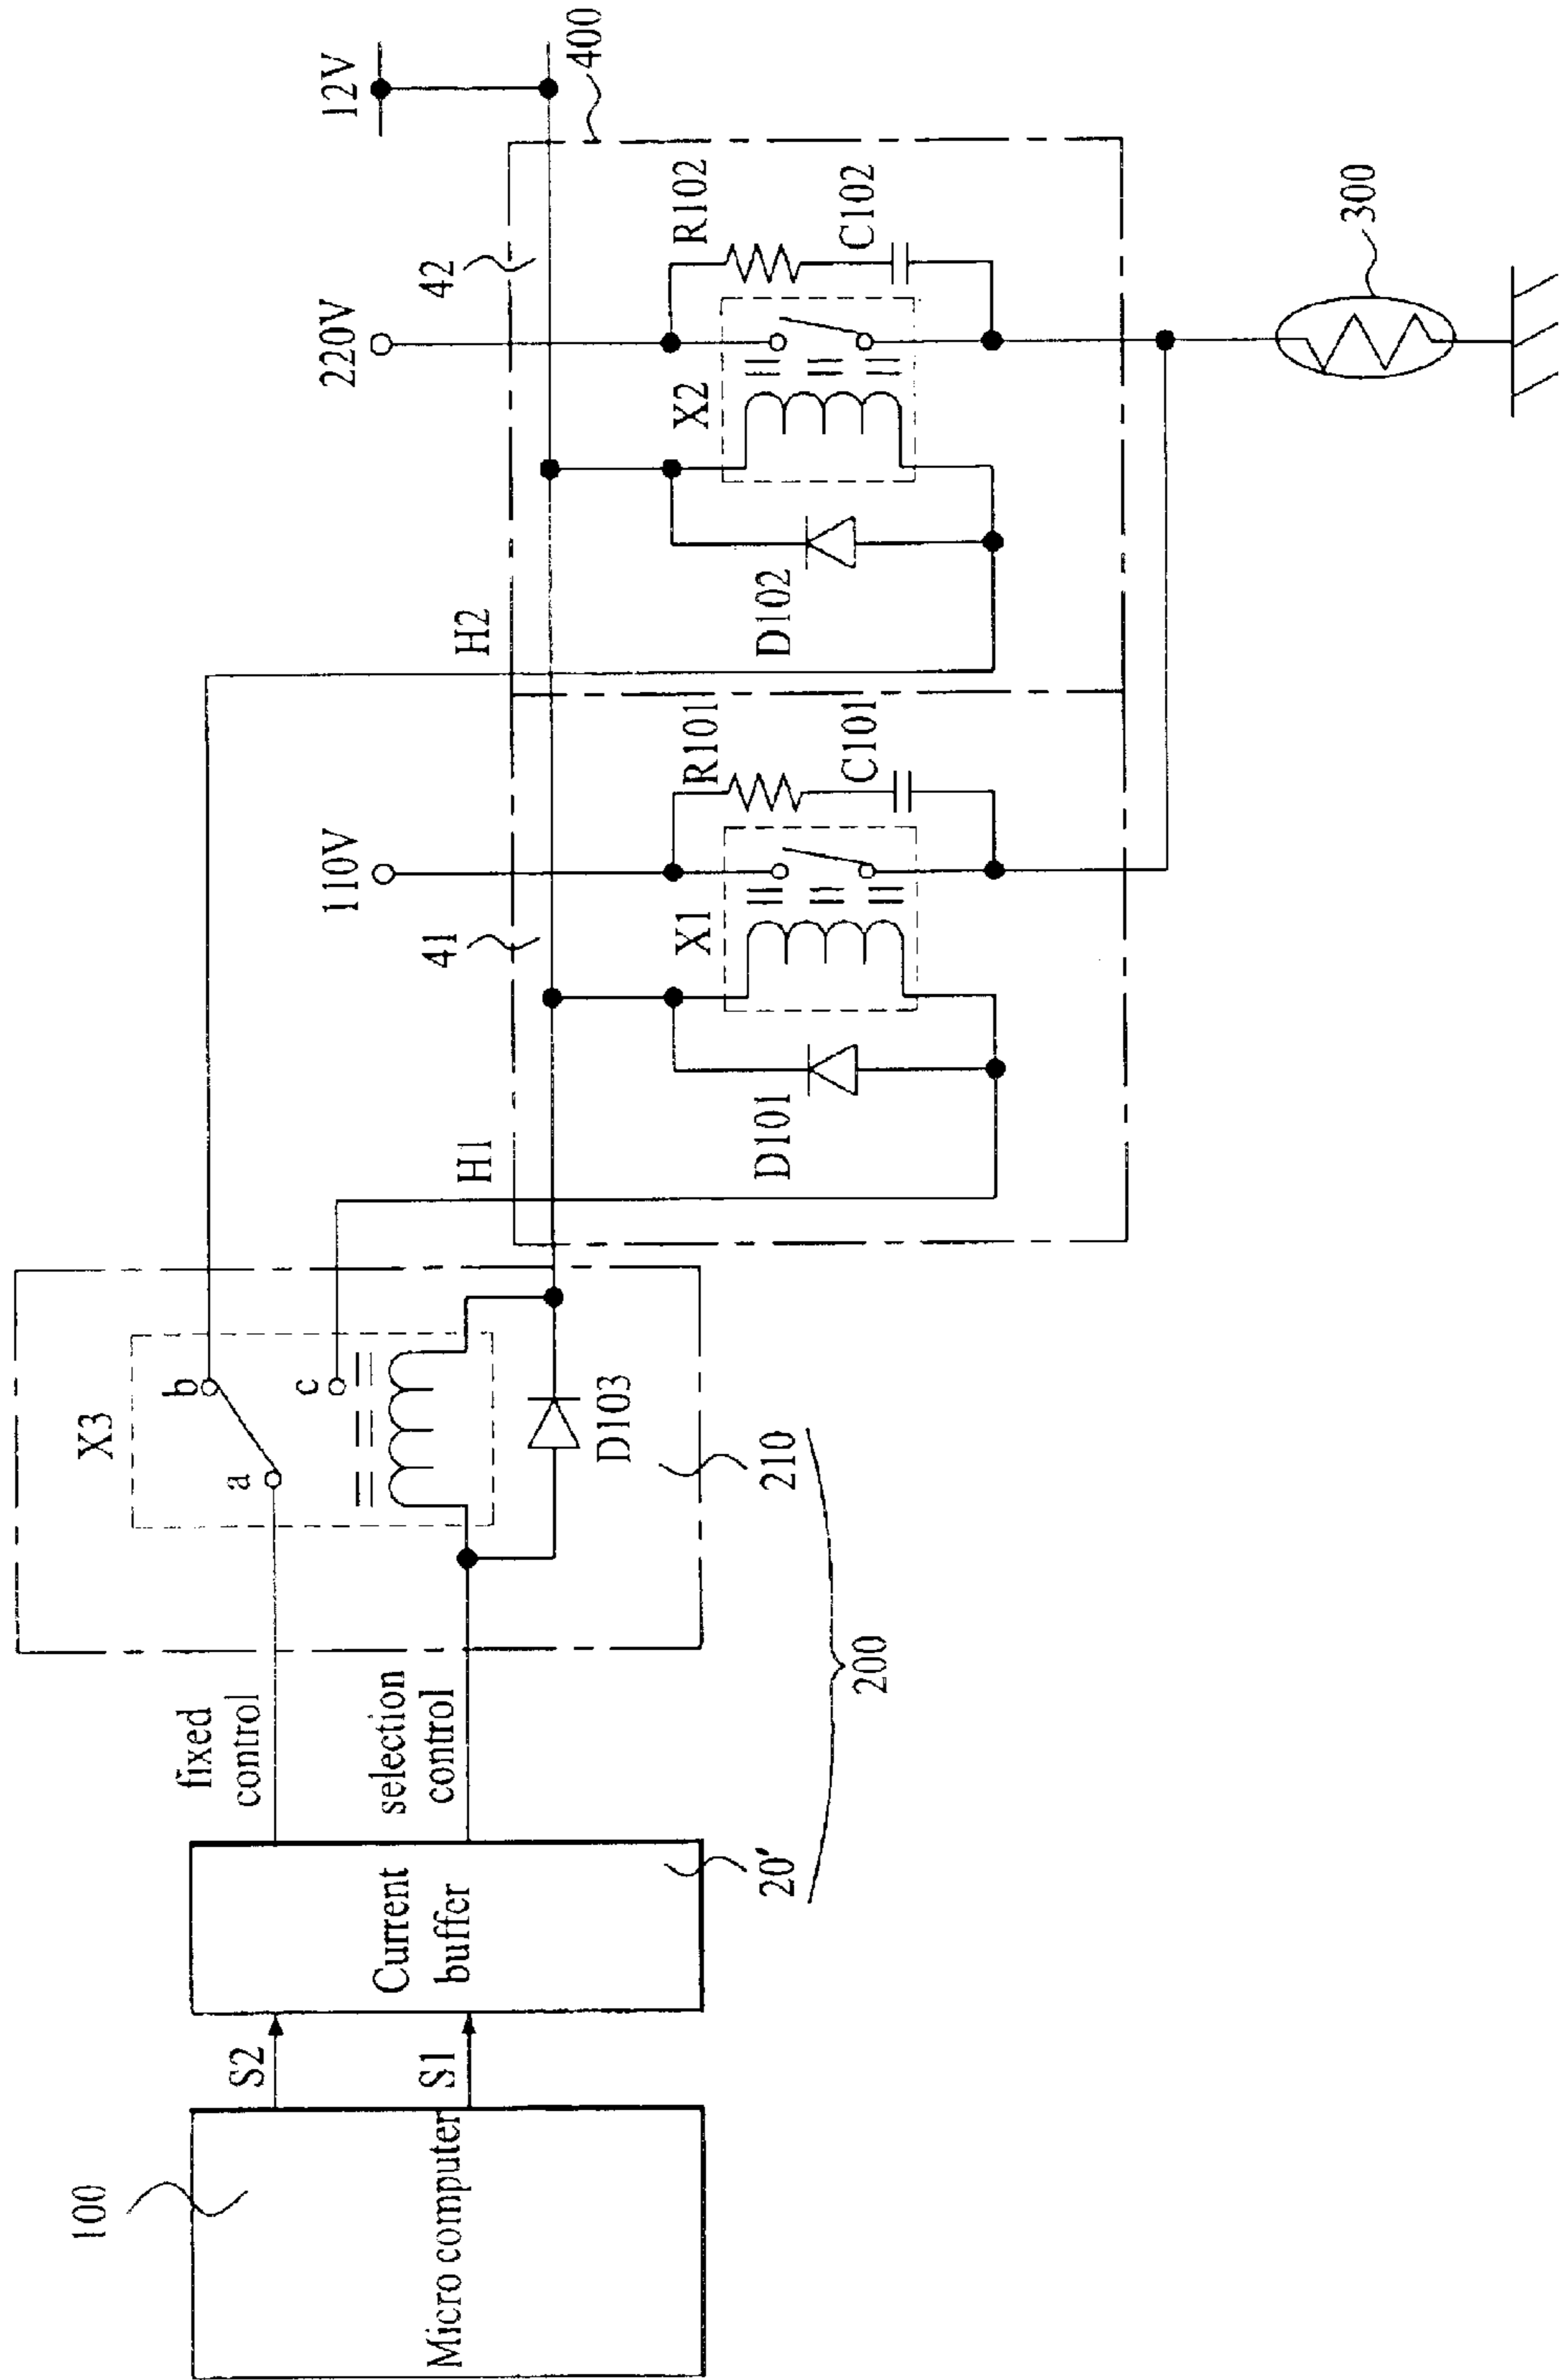 100
Micro computer
S2
S1
Current
buffer
20'
fixed
control
selection
control
200
210
X3
a
b
c
D103
H1
H2
110V
220V
12V
41
42
400
X1
D101
R101
C101
X2
D102
R102
C102
300